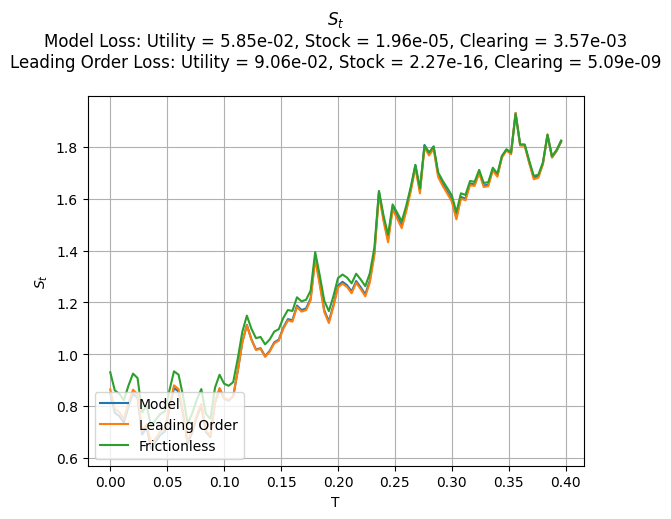 S_t
Model Loss: Utility = 5.85e-02, Stock = 1.96e-05, Clearing = 3.57e-03
Leading Order Loss: Utility = 9.06e-02, Stock = 2.27e-16, Clearing = 5.09e-09
1.8
1.6
1.4
1.2
1.0
0.8
0.6
S_t
Model
Leading Order
Frictionless
0.00 0.05 0.10 0.15 0.20 0.25 0.30 0.35 0.40
T